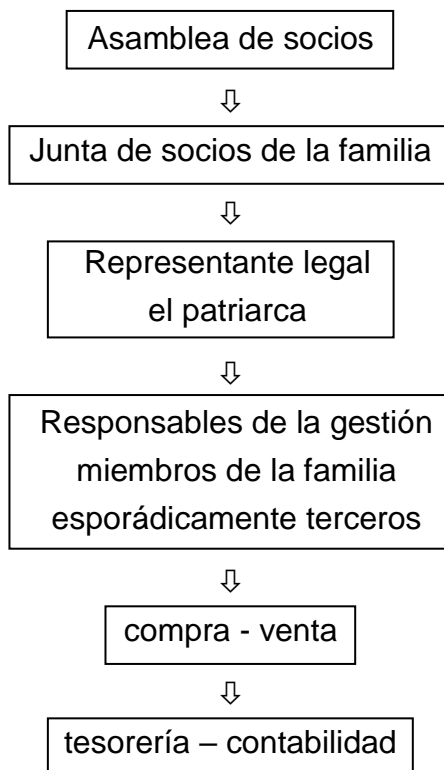 Asamblea de socios
Junta de socios de la familia
Representante legal
el patriarca
Responsables de la gestión
miembros de la familia
esporádicamente terceros
compra - venta
tesorería – contabilidad